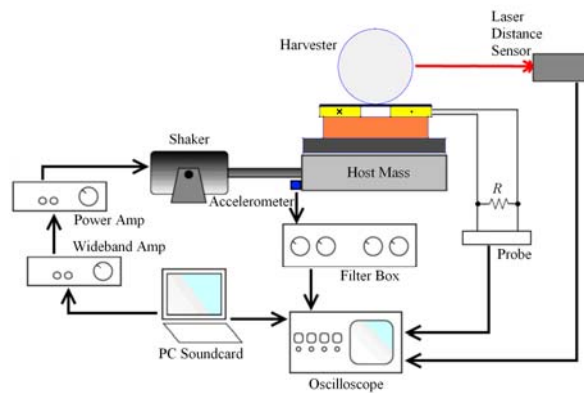 Laser
Distance
Sensor
Harvester
Shaker
Host Mass
Accelerometer
R
Power Amp
Probe
Wideband Amp
Filter Box
PC Soundcard
Oscilloscope